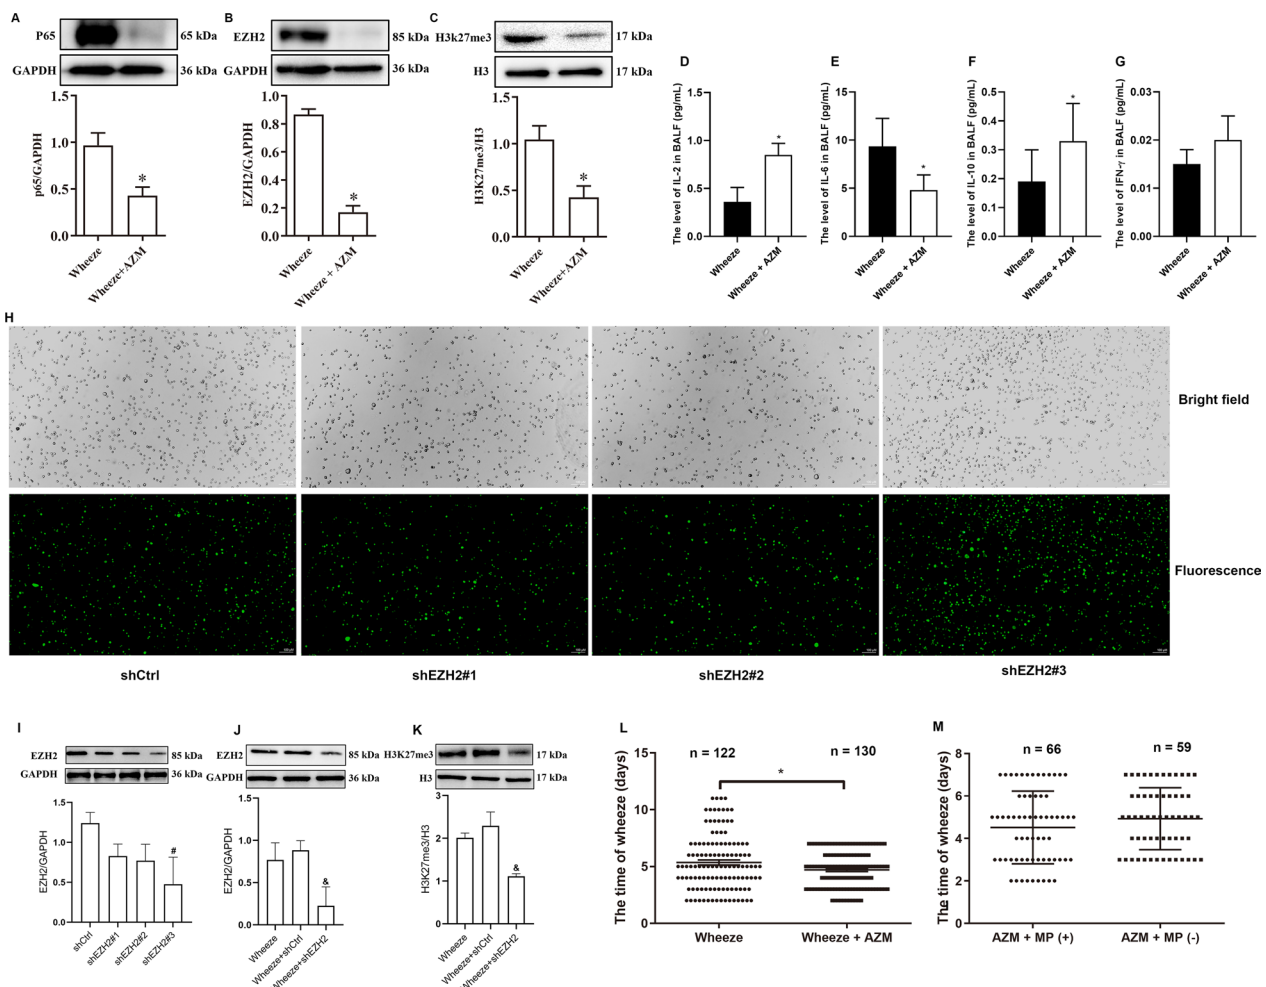 A
P65
65 kDa
GAPDH
36 kDa
p65/GAPDH
1.5
1.0
0.5
0.0
*
Wheeze
Wheeze+AZM
B
EZH2
85 kDa
GAPDH
36 kDa
EZH2/GAPDH
1.0
0.8
0.6
0.4
0.2
0.0
*
Wheeze
Wheeze + AZM
C
H3k27me3
17 kDa
H3
17 kDa
H3K27me3/H3
1.5
1.0
0.5
0.0
*
Wheeze
Wheeze+AZM
D
The level of IL-2 in BALF (pg/mL)
1.5
1.0
0.5
0.0
*
Wheeze
Wheeze + AZM
E
The level of IL-6 in BALF (pg/mL)
15
10
5
0
*
Wheeze
Wheeze + AZM
F
The level of IL-10 in BALF (pg/mL)
0.5
0.4
0.3
0.2
0.1
0.0
*
Wheeze
Wheeze + AZM
G
The level of IFN-γ in BALF (pg/mL)
0.03
0.02
0.01
0.00
Wheeze
Wheeze + AZM
H
Bright field
Fluorescence
shCtrl
shEZH2#1
shEZH2#2
shEZH2#3
I
EZH2
85 kDa
GAPDH
36 kDa
EZH2/GAPDH
1.5
1.0
0.5
0.0
#
shCtrl
shEZH2#1
shEZH2#2
shEZH2#3
J
EZH2
85 kDa
GAPDH
36 kDa
EZH2/GAPDH
1.5
1.0
0.5
0.0
&
Wheeze
Wheeze+shCtrl
Wheeze+shEZH2
K
H3K27me3
17 kDa
H3
17 kDa
H3K27me3/H3
3
2
1
0
&
Wheeze
Wheeze+shCtrl
Wheeze+shEZH2
L
The time of wheeze (days)
15
10
5
0
n = 122
n = 130
*
Wheeze
Wheeze + AZM
M
The time of wheeze (days)
8
6
4
2
0
n = 66
n = 59
AZM + MP (+)
AZM + MP (-)